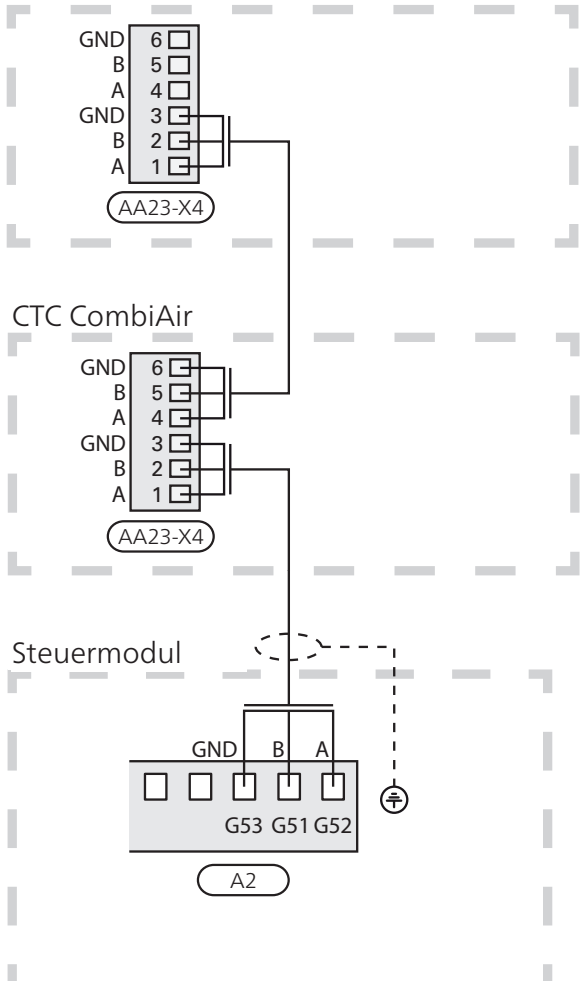 GND 6
B 5
A 4
GND 3
B 2
A 1
AA23-X4
CTC CombiAir
GND 6
B 5
A 4
GND 3
B 2
A 1
AA23-X4
Steuermodul
GND B A
G53 G51 G52
A2